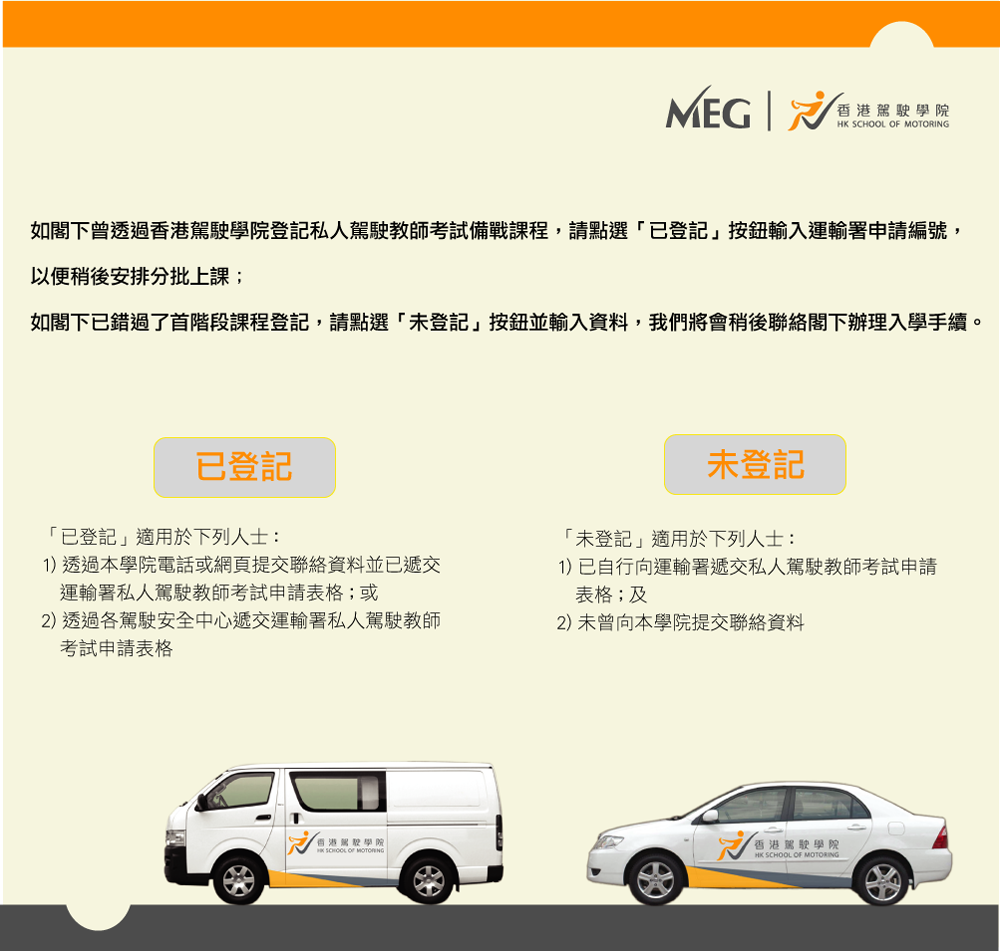 MEG
香港駕駛學院
HK SCHOOL OF MOTORING
如閣下曾透過香港駕駛學院登記私人駕駛教師考試備戰課程，請點選「已登記」按鈕輸入運輸署申請編號，
以便稍後安排分批上課；
如閣下已錯過了首階段課程登記，請點選「未登記」按鈕並輸入資料，我們將會稍後聯絡閣下辦理入學手續。
已登記
「已登記」適用於下列人士：
1) 透過本學院電話或網頁提交聯絡資料並已遞交
運輸署私人駕駛教師考試申請表格；或
2) 透過各駕駛安全中心遞交運輸署私人駕駛教師
考試申請表格
未登記
「未登記」適用於下列人士：
1) 已自行向運輸署遞交私人駕駛教師考試申請
表格；及
2) 未曾向本學院提交聯絡資料
香港駕駛學院
HK SCHOOL OF MOTORING
香港駕駛學院
HK SCHOOL OF MOTORING